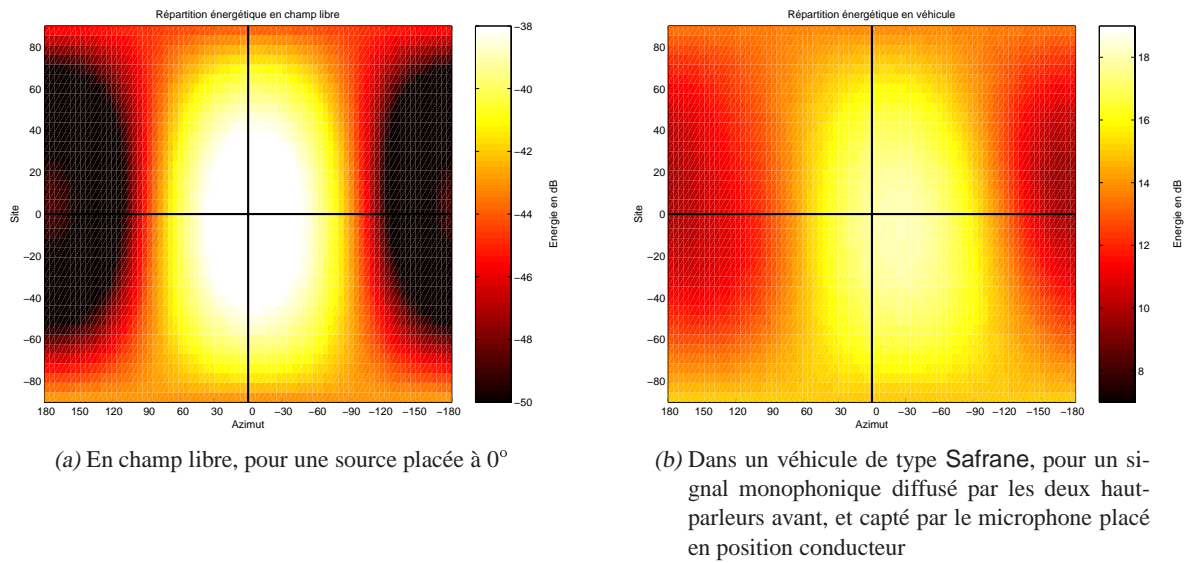 Répartition énergétique en champ libre
80
60
40
20
0
−20
−40
−60
−80
Site
180 150 120 90 60 30 0 −30 −60 −90 −120 −150 −180
Azimut
−38
−40
−42
−44
−46
−48
−50
Energie en dB
(a) En champ libre, pour une source placée à 0°
Répartition énergétique en véhicule
80
60
40
20
0
−20
−40
−60
−80
Site
180 150 120 90 60 30 0 −30 −60 −90 −120 −150 −180
Azimut
18
16
14
12
10
8
Energie en dB
(b) Dans un véhicule de type Safrane, pour un si-
gnal monophonique diffusé par les deux haut-
parleurs avant, et capté par le microphone placé
en position conducteur